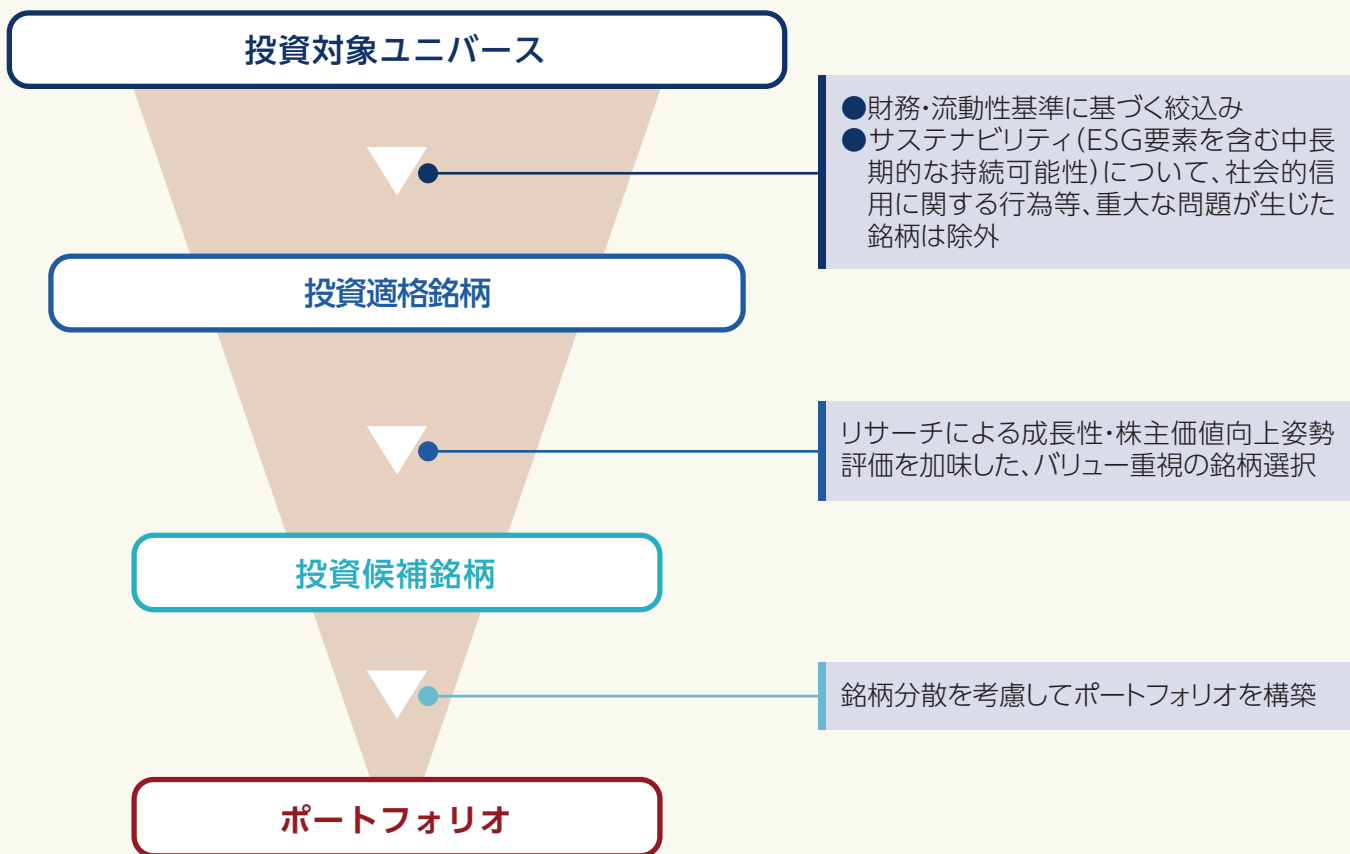 投資対象ユニバース
●財務・流動性基準に基づく絞込み
●サステナビリティ(ESG要素を含む中長
期的な持続可能性)について、社会的信
用に関する行為等、重大な問題が生じた
銘柄は除外
投資適格銘柄
リサーチによる成長性・株主価値向上姿勢
評価を加味した、バリュー重視の銘柄選択
投資候補銘柄
銘柄分散を考慮してポートフォリオを構築
ポートフォリオ